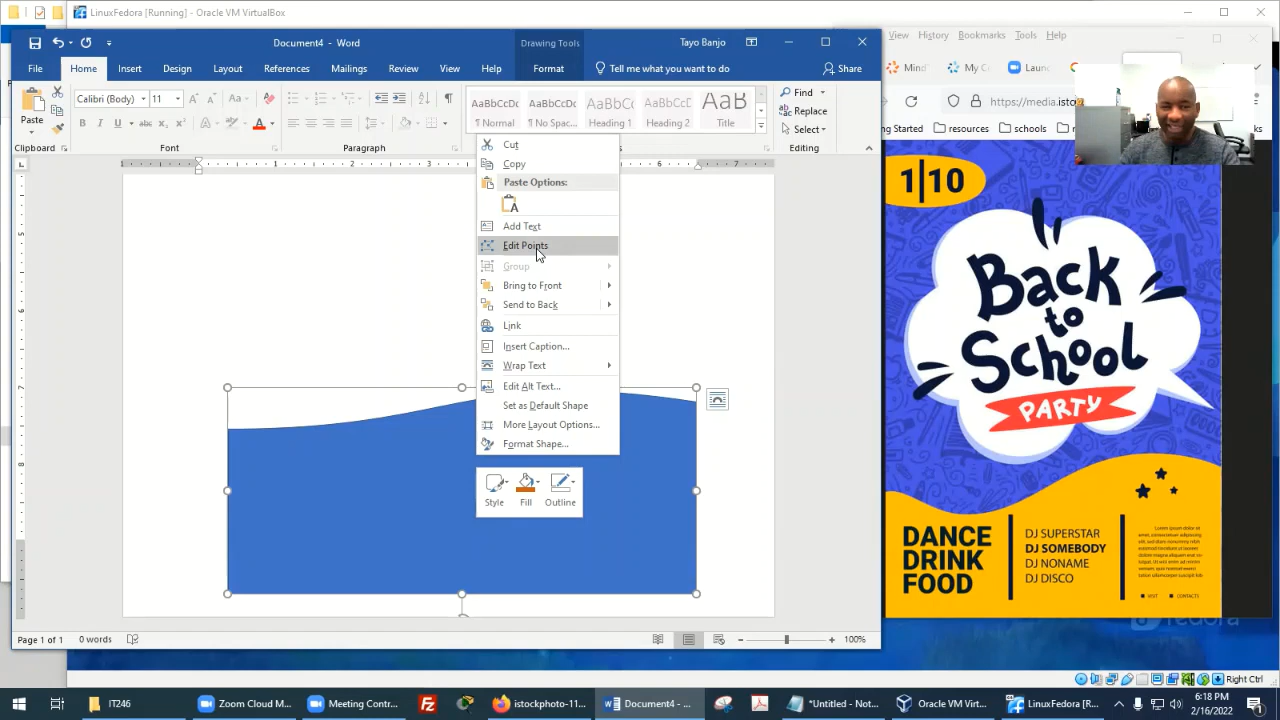 LinuxFedora [Running] - Oracle VM VirtualBox
Document4 - Word
Drawing Tools
Tayo Banjo
File
Home
Insert
Design
Layout
References
Mailings
Review
View
Help
Format
Tell me what you want to do
Share
View History Bookmarks Tools Help
Mind
My C
Laun
https://media.isto
ing Started
resources
schools
Paste
Calibri (Body)
11
Clipboard
Font
Paragraph
AaBbCcDc
¶ Normal
AaBbCcDc
¶ No Spac...
AaBbCc
Heading 1
AaBbCcD
Heading 2
AaB
Title
Find
Replace
Select
Editing
Cut
Copy
Paste Options:
Add Text
Edit Points
Group
Bring to Front
Send to Back
Link
Insert Caption...
Wrap Text
Edit Alt Text...
Set as Default Shape
More Layout Options...
Format Shape...
Style
Fill
Outline
1|10
Back
to
School
PARTY
DANCE
DRINK
FOOD
DJ SUPERSTAR
DJ SOMEBODY
DJ NONAME
DJ DISCO
VISIT
CONTACTS
fedora
Page 1 of 1
0 words
100%
Right Ctrl
IT246
Zoom Cloud M...
Meeting Contr...
istockphoto-11...
Document4 - ...
*Untitled - Not...
Oracle VM Virt...
LinuxFedora [R...
6:18 PM
2/16/2022